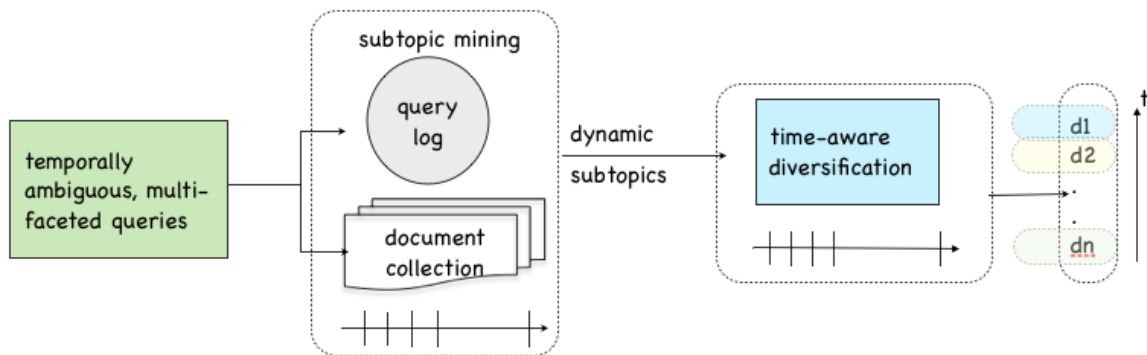 temporally
ambiguous, multi-
faceted queries
subtopic mining
query
log
document
collection
dynamic
subtopics
time-aware
diversification
d1
d2
.
.
dn
t